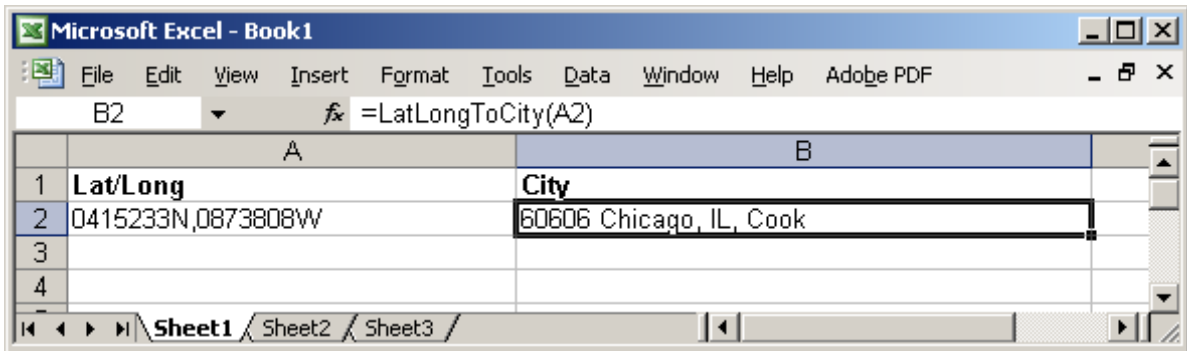 Microsoft Excel - Book1
File Edit View Insert Format Tools Data Window Help Adobe PDF
B2 fx =LatLongToCity(A2)
A B
1 Lat/Long City
2 0415233N,0873808W 60606 Chicago, IL, Cook
3
4
Sheet1 Sheet2 Sheet3